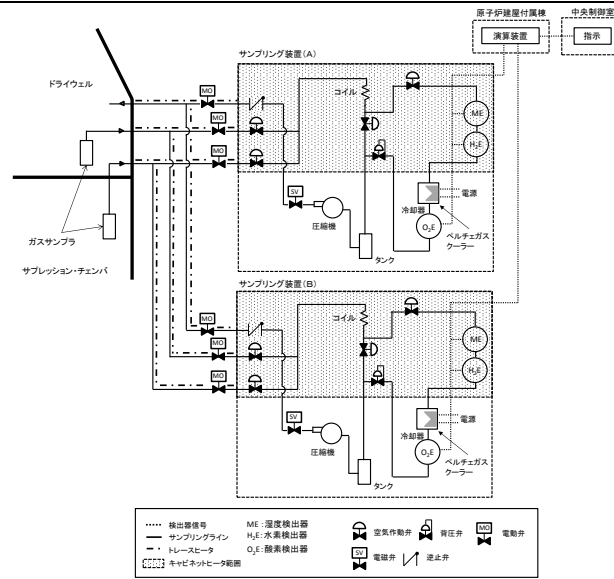 原子炉建屋付属棟
中央制御室
演算装置
指示
サンプリング装置(A)
ドライウェル
MO
コイル
ME
MO
H₂E
MO
電源
SV
冷却器
O₂E
圧縮機
ペルチェガス
クーラー
ガスサンプラ
タンク
サプレッション・チェンバ
サンプリング装置(B)
MO
コイル
ME
MO
H₂E
MO
電源
SV
冷却器
O₂E
圧縮機
ペルチェガス
クーラー
タンク
検出器信号
サンプリングライン
トレースヒータ
キャビネットヒータ範囲
ME:湿度検出器
H₂E:水素検出器
O₂E:酸素検出器
空気作動弁
背圧弁
MO
電動弁
SV
電磁弁
逆止弁